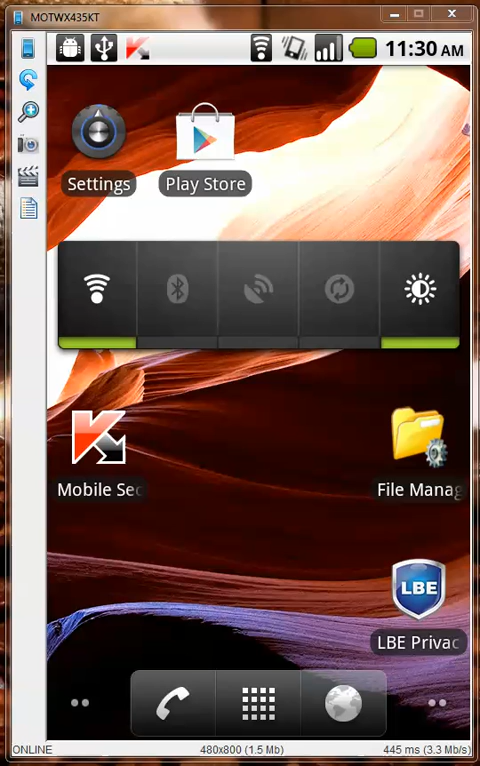 MOTWX435KT
11:30 AM
Settings
Play Store
Mobile Sec
File Manag
LBE
LBE Privac
ONLINE
480x800 (1.5 Mb)
445 ms (3.3 Mb/s)